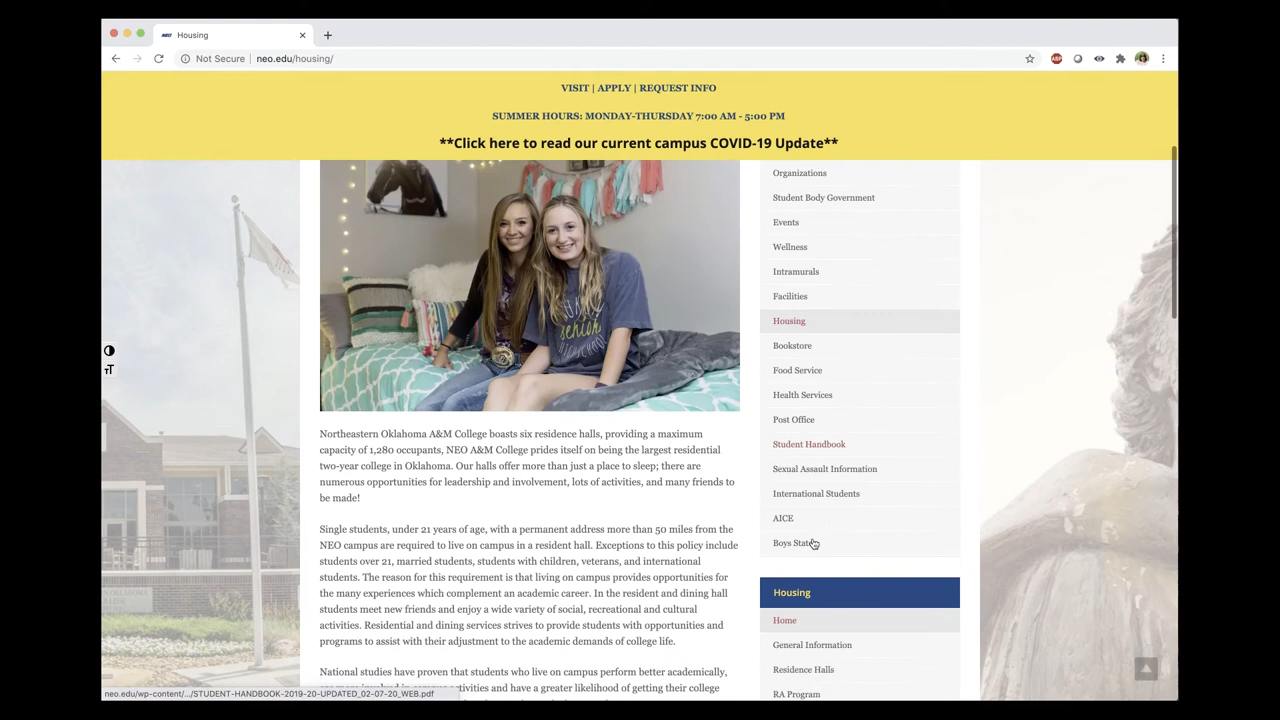 Housing
Not Secure | neo.edu/housing/
VISIT | APPLY | REQUEST INFO
SUMMER HOURS: MONDAY-THURSDAY 7:00 AM - 5:00 PM
**Click here to read our current campus COVID-19 Update**
Northeastern Oklahoma A&M College boasts six residence halls, providing a maximum
capacity of 1,280 occupants, NEO A&M College prides itself on being the largest residential
two-year college in Oklahoma. Our halls offer more than just a place to sleep; there are
numerous opportunities for leadership and involvement, lots of activities, and many friends to
be made!
Single students, under 21 years of age, with a permanent address more than 50 miles from the
NEO campus are required to live on campus in a resident hall. Exceptions to this policy include
students over 21, married students, students with children, veterans, and international
students. The reason for this requirement is that living on campus provides opportunities for
the many experiences which complement an academic career. In the resident and dining hall
students meet new friends and enjoy a wide variety of social, recreational and cultural
activities. Residential and dining services strives to provide students with opportunities and
programs to assist with their adjustment to the academic demands of college life.
National studies have proven that students who live on campus perform better academically,
activities and have a greater likelihood of getting their college
Organizations
Student Body Government
Events
Wellness
Intramurals
Facilities
Housing
Bookstore
Food Service
Health Services
Post Office
Student Handbook
Sexual Assault Information
International Students
AICE
Boys State
Housing
Home
General Information
Residence Halls
RA Program
neo.edu/wp-content/.../STUDENT-HANDBOOK-2019-20-UPDATED_02-07-20_WEB.pdf